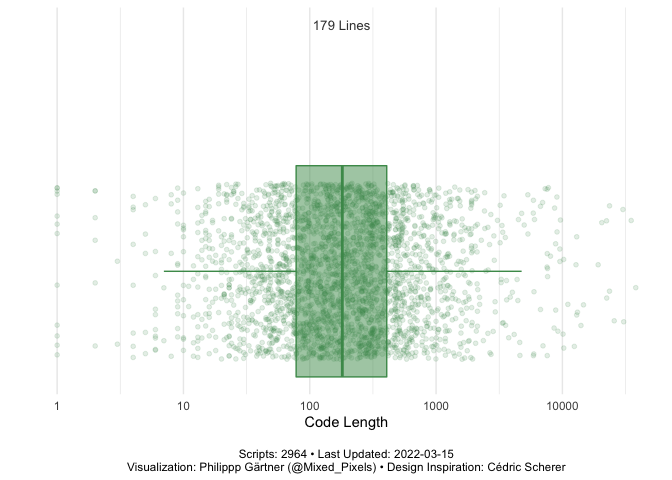 179 Lines
1 10 100 1000 10000
Code Length
Scripts: 2964 • Last Updated: 2022-03-15
Visualization: Philippp Gärtner (@Mixed_Pixels) • Design Inspiration: Cédric Scherer